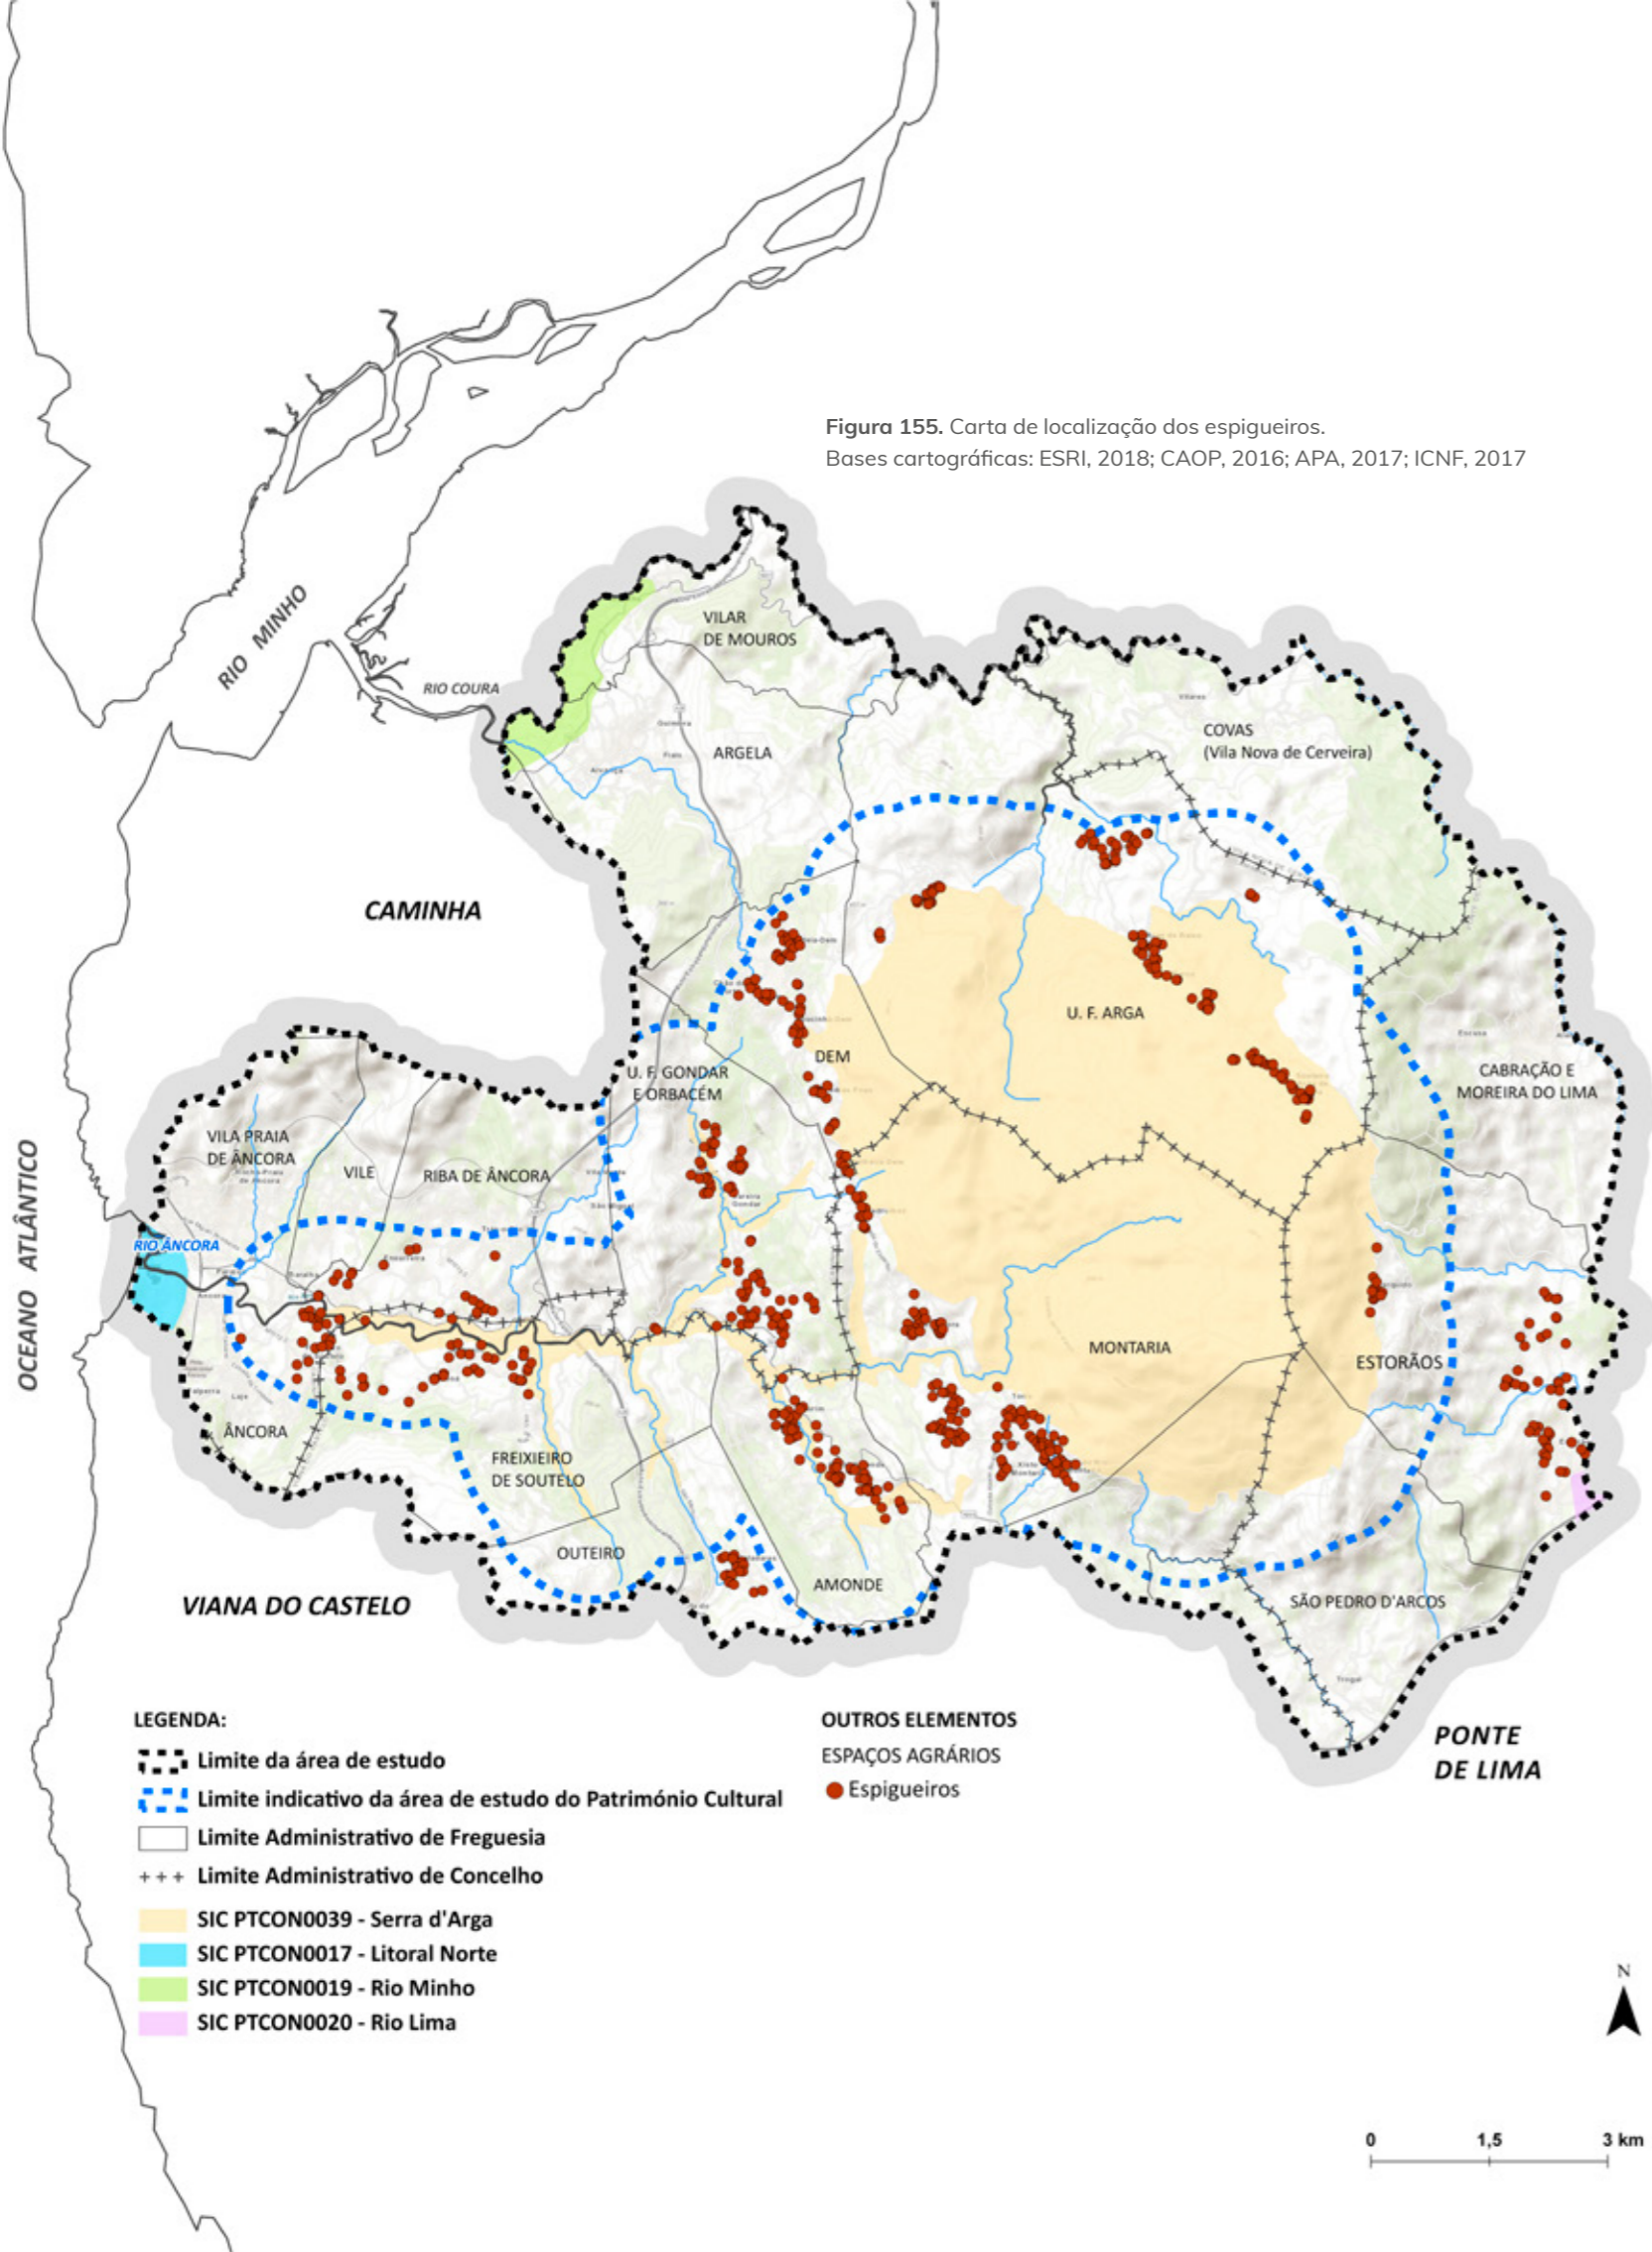 Figura 155. Carta de localização dos espigueiros.
Bases cartográficas: ESRI, 2018; CAOP, 2016; APA, 2017; ICNF, 2017
RIO MINHO
RIO COURA
VILAR
DE MOUROS
ARGELA
COVAS
(Vila Nova de Cerveira)
CAMINHA
U. F. ARGA
DEM
U. F. GONDAR
E ORBACÉM
CABRAÇÃO E
MOREIRA DO LIMA
VILA PRAIA
DE ÂNCORA
VILE
RIBA DE ÂNCORA
OCEANO ATLÂNTICO
RIO ÂNCORA
MONTARIA
ESTORÃOS
ÂNCORA
FREIXIEIRO
DE SOUTELO
OUTEIRO
AMONDE
SÃO PEDRO D'ARCOS
VIANA DO CASTELO
PONTE
DE LIMA
LEGENDA:
Limite da área de estudo
Limite indicativo da área de estudo do Património Cultural
Limite Administrativo de Freguesia
+++ Limite Administrativo de Concelho
SIC PTCON0039 - Serra d'Arga
SIC PTCON0017 - Litoral Norte
SIC PTCON0019 - Rio Minho
SIC PTCON0020 - Rio Lima
OUTROS ELEMENTOS
ESPAÇOS AGRÁRIOS
Espigueiros
N
0 1,5 3 km